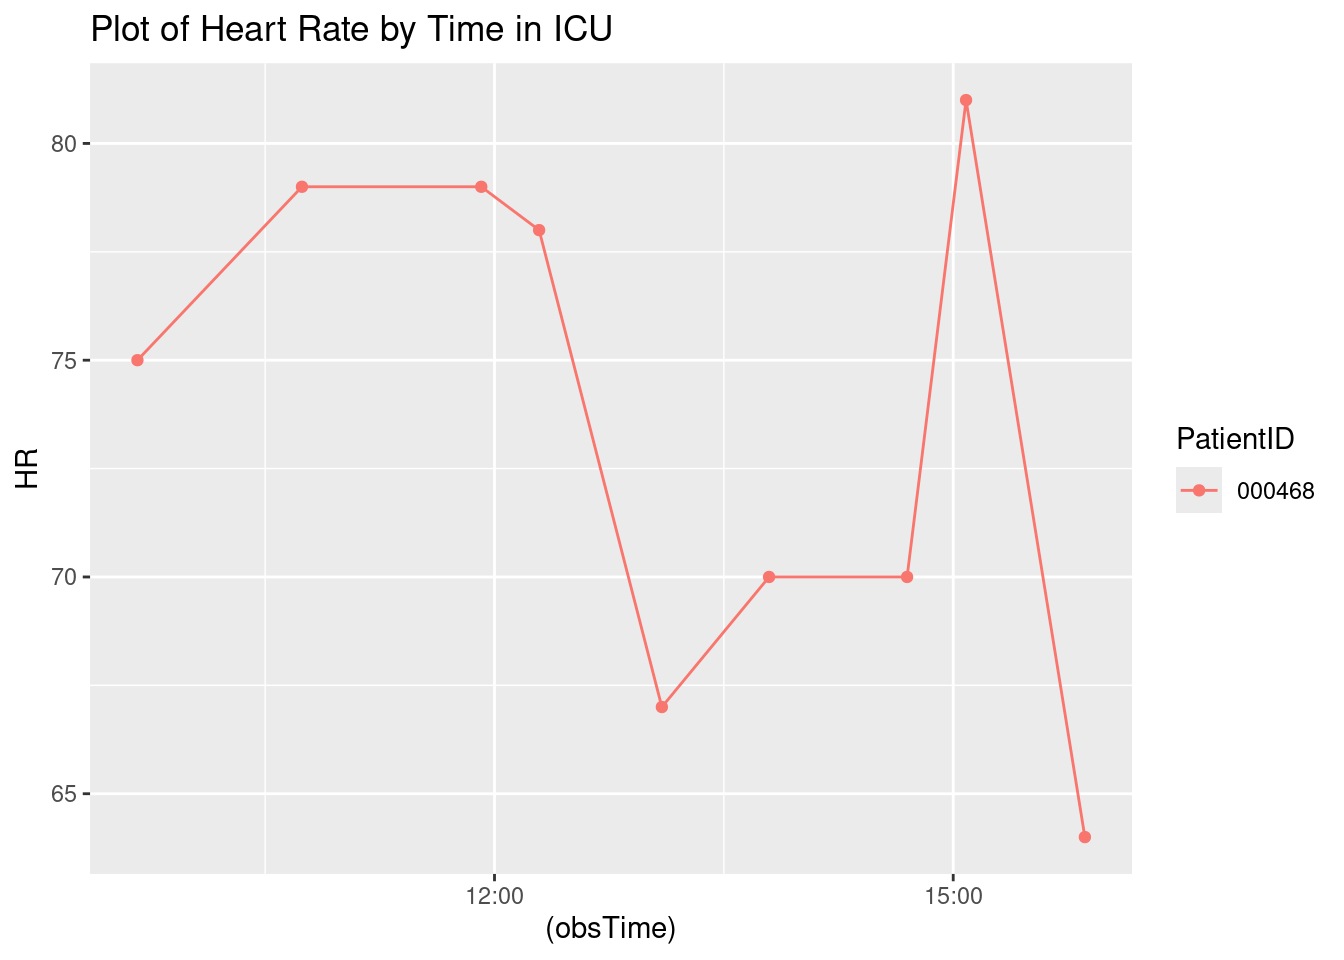 Plot of Heart Rate by Time in ICU
80
75
70
65
HR
12:00
15:00
(obsTime)
PatientID
000468